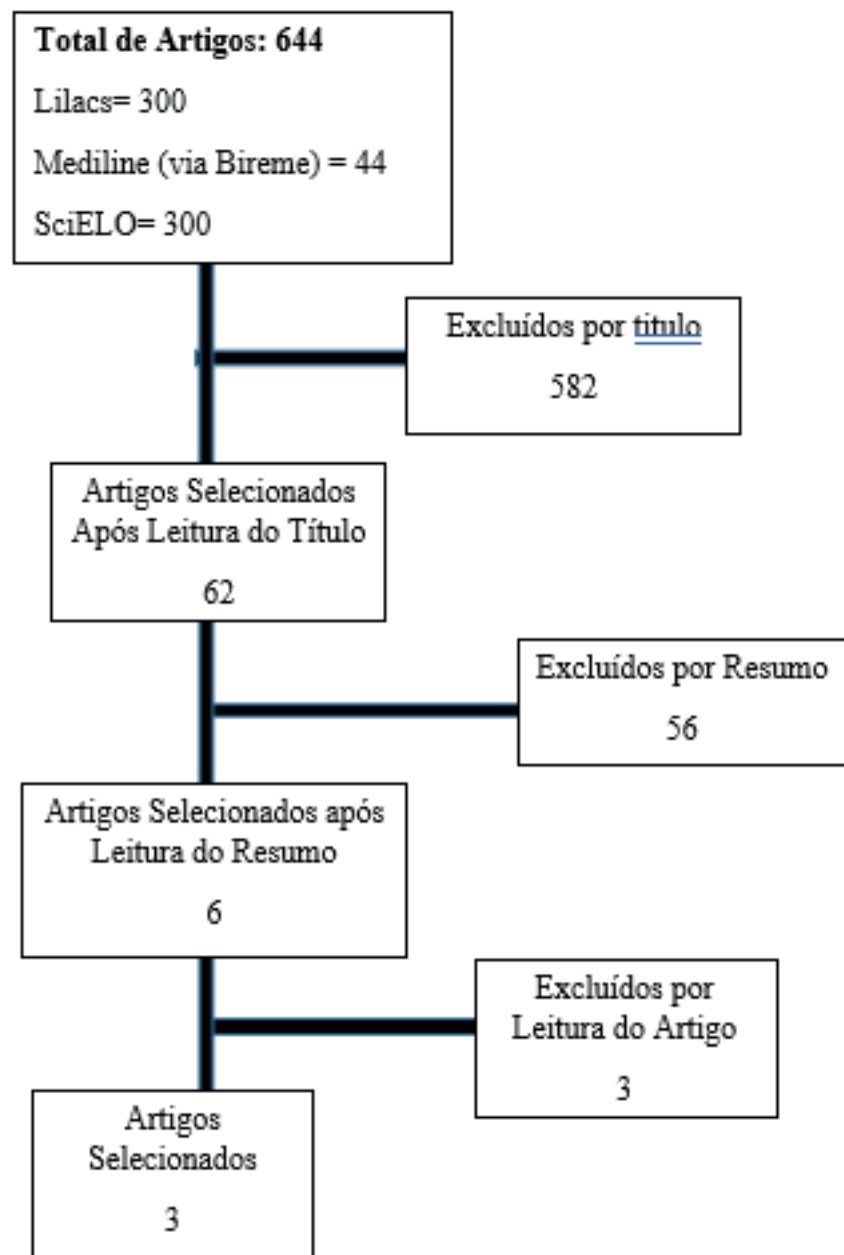 Total de Artigos: 644
Lilacs= 300
Mediline (via Bireme) = 44
SciELO= 300
Excluídos por titulo
582
Artigos Selecionados
Após Leitura do Título
62
Excluídos por Resumo
56
Artigos Selecionados após
Leitura do Resumo
6
Excluídos por
Leitura do Artigo
3
Artigos
Selecionados
3